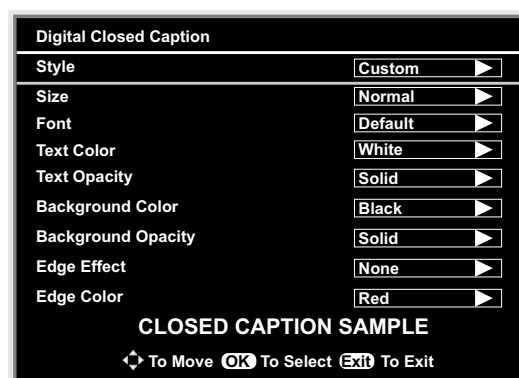 Digital Closed Caption
Style Custom
Size Normal
Font Default
Text Color White
Text Opacity Solid
Background Color Black
Background Opacity Solid
Edge Effect None
Edge Color Red
CLOSED CAPTION SAMPLE
To Move OK To Select Exit To Exit